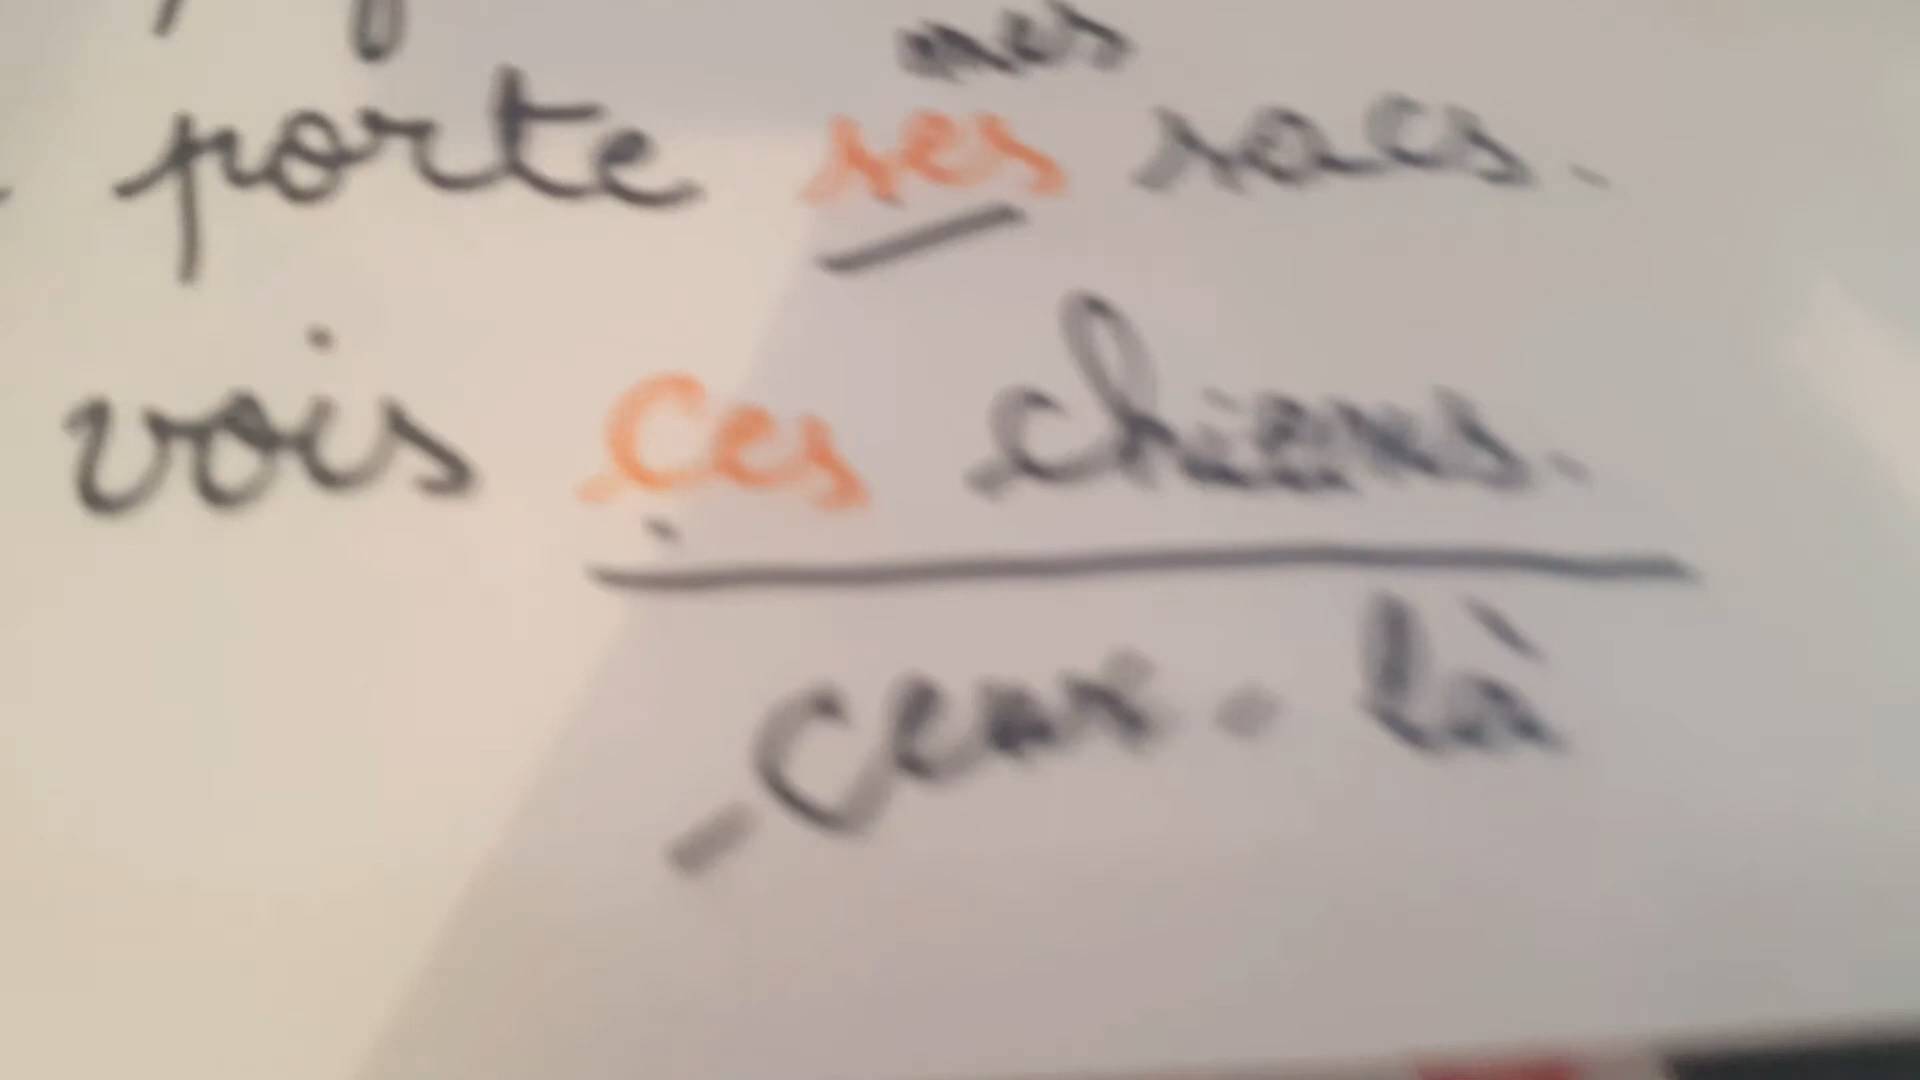 mes
porte ses sacs.
vois ces chiens.
-ceux-là